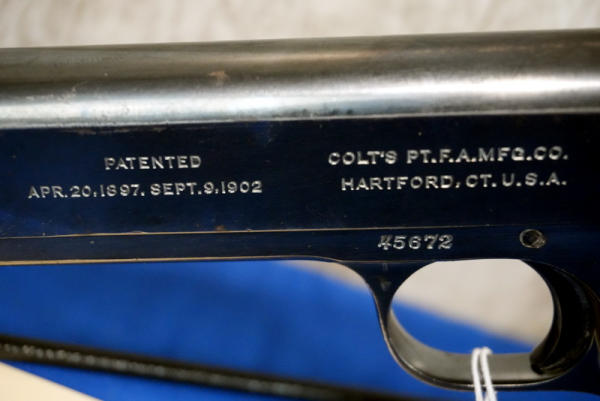 PATENTED
APR.20,1897. SEPT.9,1902
COLT'S PT.F.A.MFG.CO.
HARTFORD, CT. U.S.A.
45672